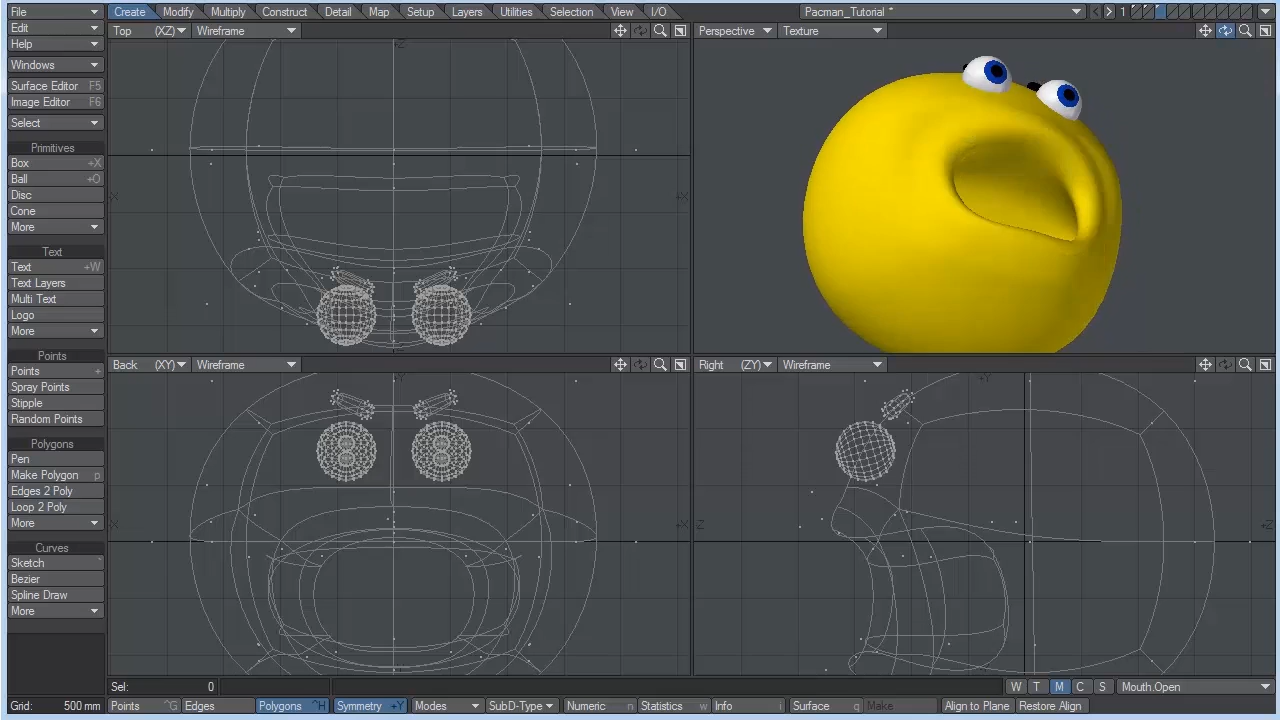 File
Create Modify Multiply Construct Detail Map Setup Layers Utilities Selection View I/O Pacman_Tutorial * 1
Edit
Help
Windows
Surface Editor F5
Image Editor F6
Select
Primitives
Box +X
Ball +O
Disc
Cone
More
Text
Text +W
Text Layers
Multi Text
Logo
More
Points
Points +
Spray Points
Stipple
Random Points
Polygons
Pen
Make Polygon p
Edges 2 Poly
Loop 2 Poly
More
Curves
Sketch `
Bezier
Spline Draw
More
Top (XZ) Wireframe
Perspective Texture
Back (XY) Wireframe
Right (ZY) Wireframe
Sel: 0
W T M C S Mouth.Open
Grid: 500 mm Points ^G Edges Polygons ^H Symmetry +Y Modes SubD-Type Numeric n Statistics w Info i Surface q Make Align to Plane Restore Align